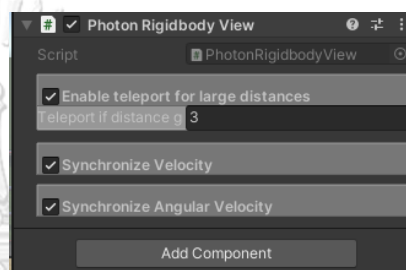 # Photon Rigidbody View
Script PhotonRigidbodyView
Enable teleport for large distances
Teleport if distance g 3
Synchronize Velocity
Synchronize Angular Velocity
Add Component